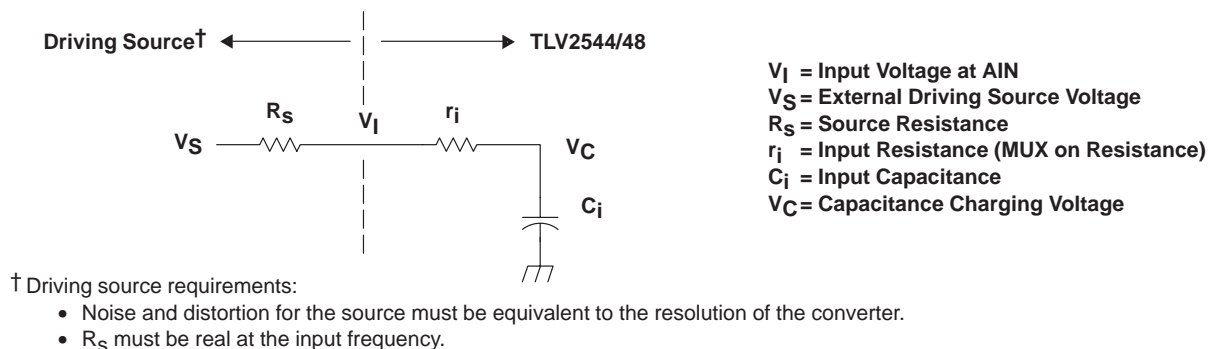 Driving Source† TLV2544/48
VI = Input Voltage at AIN
VS = External Driving Source Voltage
Rs = Source Resistance
ri = Input Resistance (MUX on Resistance)
Ci = Input Capacitance
VC = Capacitance Charging Voltage
Rs VI ri
VS VC
Ci
† Driving source requirements:
• Noise and distortion for the source must be equivalent to the resolution of the converter.
• Rs must be real at the input frequency.